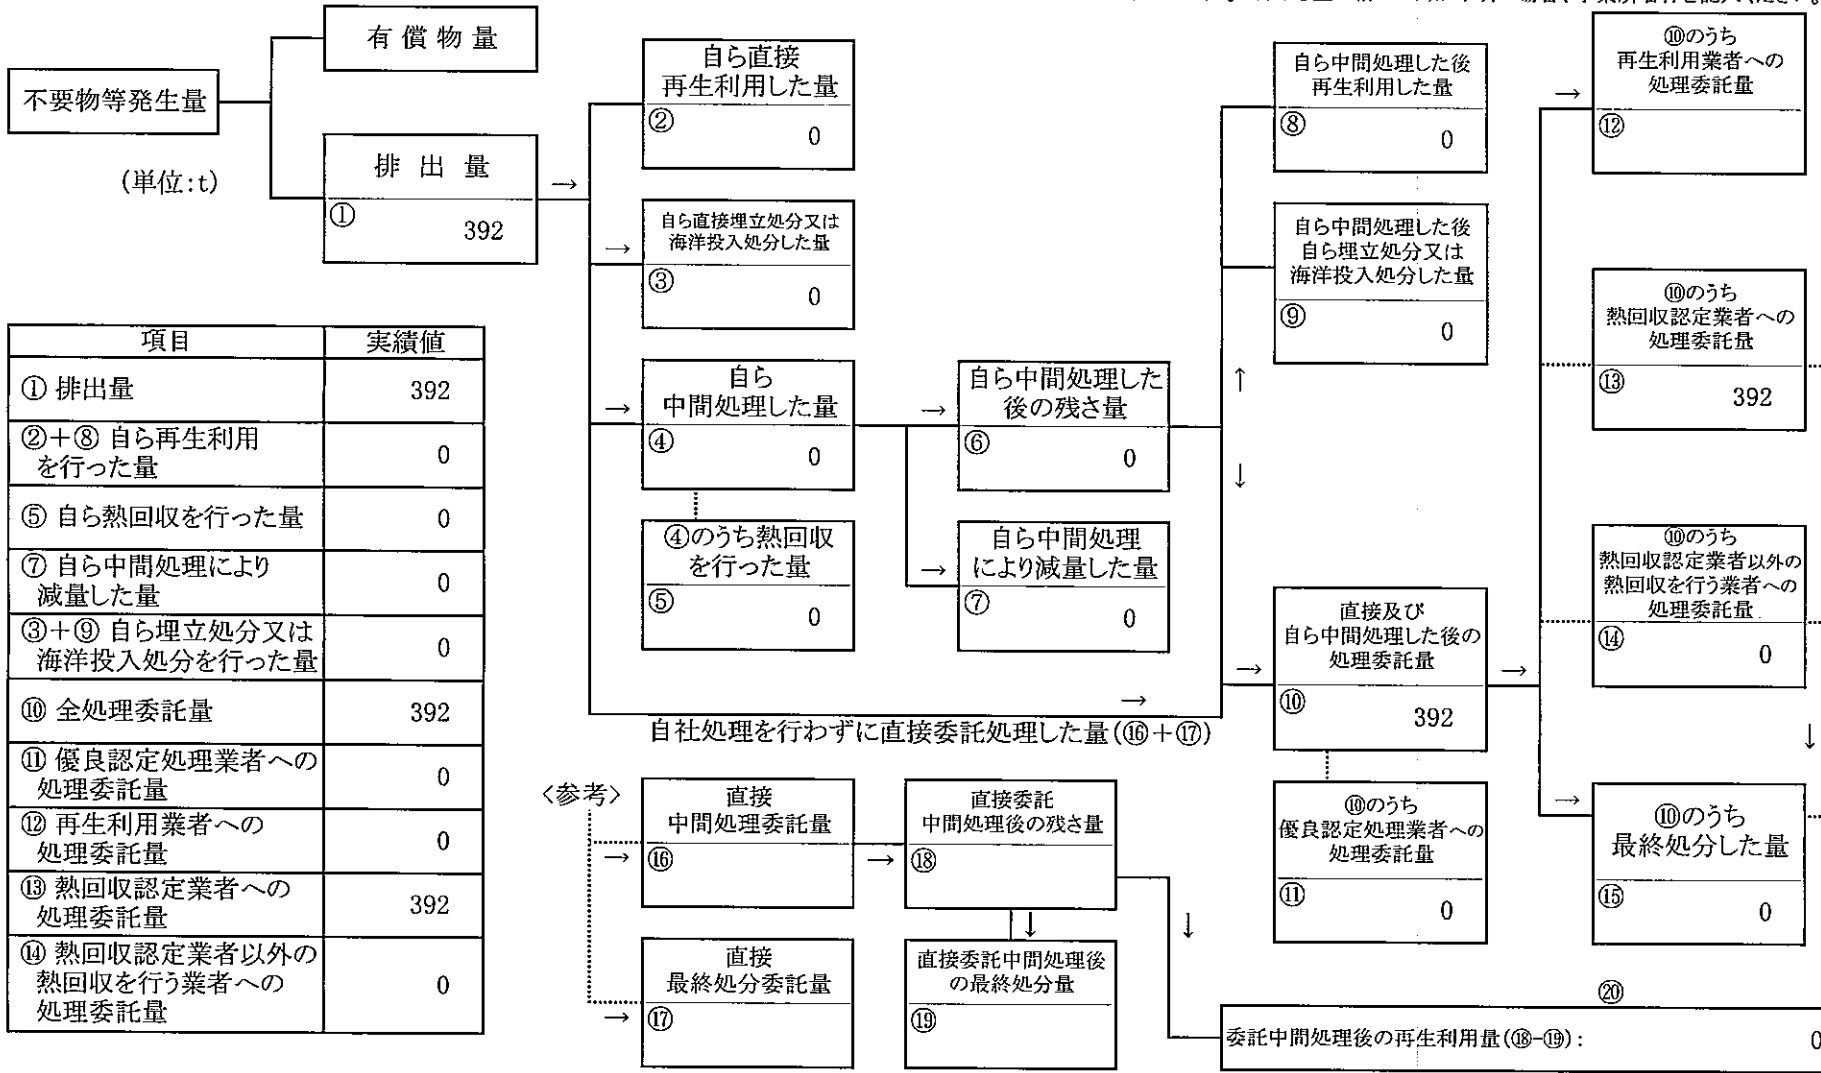 有償物量
不要物等発生量
(単位:t)
排出量
①
392
→
自ら直接
再生利用した量
②
0
→
自ら直接埋立処分又は
海洋投入処分した量
③
0
→
自ら
中間処理した量
④
0
④のうち熱回収
を行った量
⑤
0
→
自ら中間処理した
後の残さ量
⑥
0
→
自ら中間処理
により減量した量
⑦
0
自ら中間処理した後
再生利用した量
⑧
0
自ら中間処理した後
自ら埋立処分又は
海洋投入処分した量
⑨
0
↑
↓
→
→
直接及び
自ら中間処理した後の
処理委託量
⑩
392
⑩のうち
優良認定処理業者への
処理委託量
⑪
0
→
→
⑩のうち
再生利用業者への
処理委託量
⑫
⑩のうち
熱回収認定業者への
処理委託量
⑬
392
⑩のうち
熱回収認定業者以外の
熱回収を行う業者への
処理委託量
⑭
0
↓
→
⑩のうち
最終処分した量
⑮
0
自社処理を行わずに直接委託処理した量(⑯+⑰)
〈参考〉
→
直接
中間処理委託量
⑯
→
直接
最終処分委託量
⑰
→
直接委託
中間処理後の残さ量
⑱
↓
直接委託中間処理後
の最終処分量
⑲
↓
⑳
委託中間処理後の再生利用量(⑱-⑲): 0
項目 実績値
① 排出量 392
②+⑧ 自ら再生利用
を行った量 0
⑤ 自ら熱回収を行った量 0
⑦ 自ら中間処理により
減量した量 0
③+⑨ 自ら埋立処分又は
海洋投入処分を行った量 0
⑩ 全処理委託量 392
⑪ 優良認定処理業者への
処理委託量 0
⑫ 再生利用業者への
処理委託量 0
⑬ 熱回収認定業者への
処理委託量 392
⑭ 熱回収認定業者以外の
熱回収を行う業者への
処理委託量 0